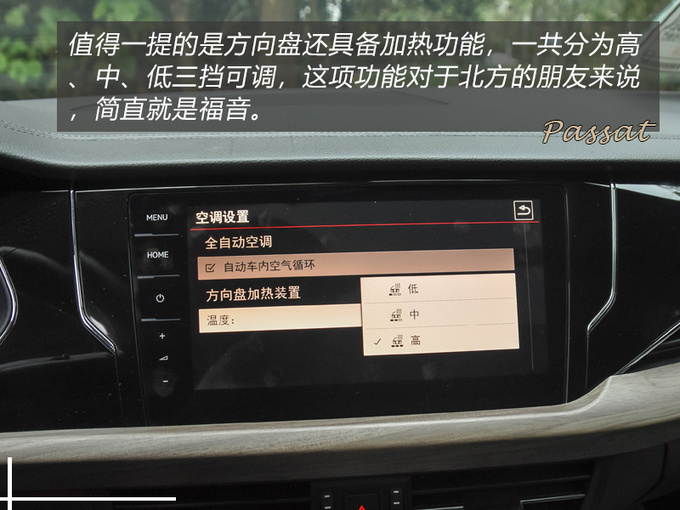 值得一提的是方向盘还具备加热功能，一共分为高
、中、低三挡可调，这项功能对于北方的朋友来说
，简直就是福音。
Passat
MENU
空调设置
HOME
全自动空调
自动车内空气循环
方向盘加热装置
温度：
低
中
高
+
-